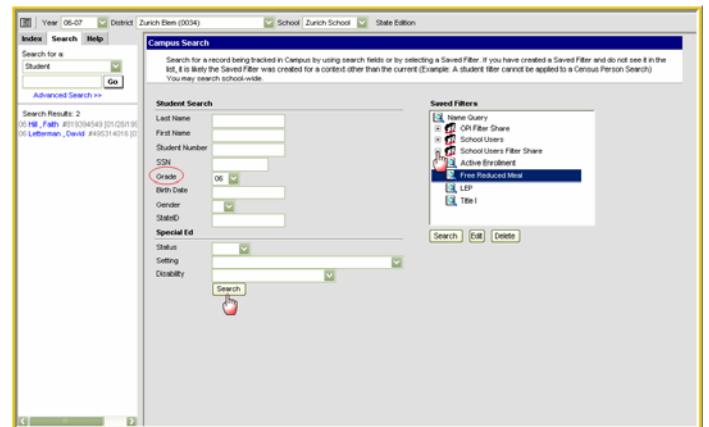 Year 06-07 District Zurich Elem (0034) School Zurich School State Edition
Index Search Help
Search for a:
Student
Go
Advanced Search >>
Search Results: 2
06 Hill , Faith #819394549 [01/28/199
06 Letterman , David #495314016 [0
Campus Search
Search for a record being tracked in Campus by using search fields or by selecting a Saved Filter. If you have created a Saved Filter and do not see it in the
list, it is likely the Saved Filter was created for a context other than the current (Example: A student filter cannot be applied to a Census Person Search)
You may search school-wide.
Student Search
Last Name
First Name
Student Number
SSN
Grade 06
Birth Date
Gender
StateID
Special Ed
Status
Setting
Disability
Search
Saved Filters
Name Query
OPI Filter Share
School Users
School Users Filter Share
Active Enrollment
Free Reduced Meal
LEP
Title I
Search Edit Delete